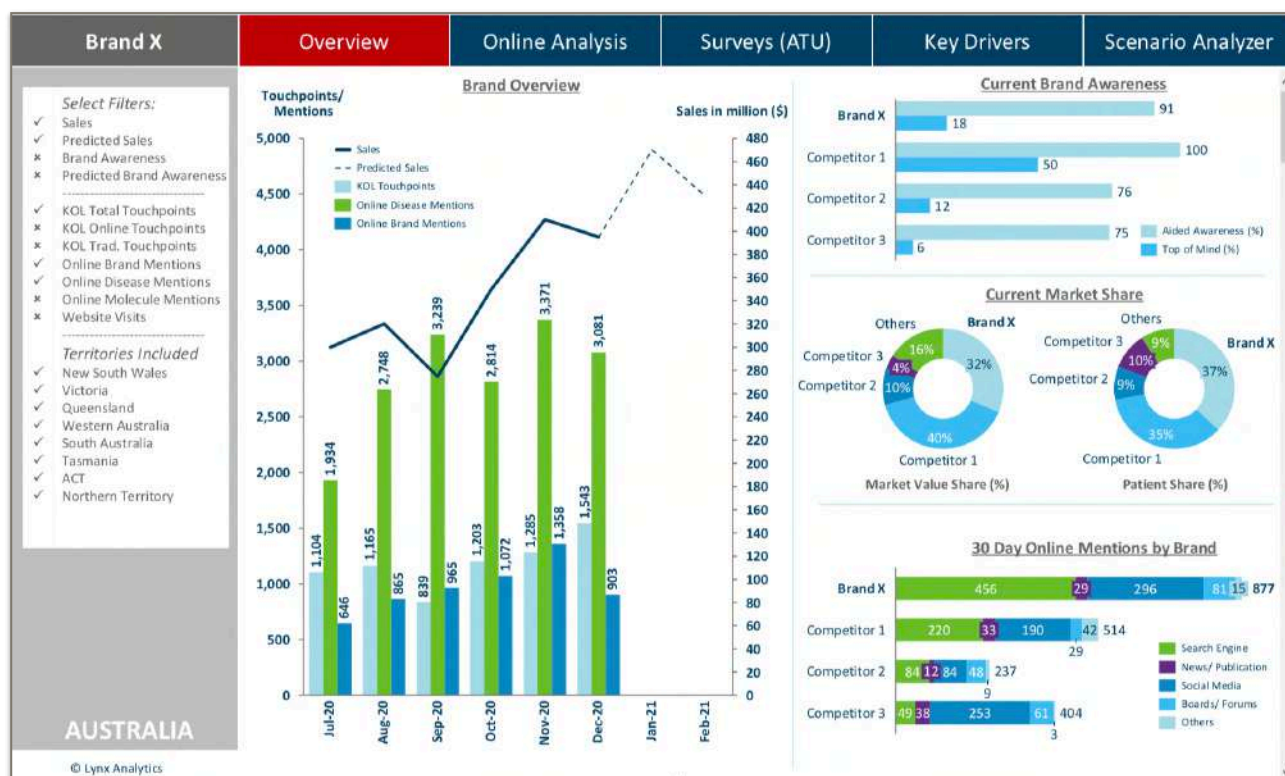 Brand X
Overview
Online Analysis
Surveys (ATU)
Key Drivers
Scenario Analyzer
Select Filters:
✓ Sales
✓ Predicted Sales
× Brand Awareness
× Predicted Brand Awareness
✓ KOL Total Touchpoints
× KOL Online Touchpoints
× KOL Trad. Touchpoints
✓ Online Brand Mentions
✓ Online Disease Mentions
× Online Molecule Mentions
× Website Visits
Territories Included
✓ New South Wales
✓ Victoria
✓ Queensland
✓ Western Australia
✓ South Australia
✓ Tasmania
✓ ACT
✓ Northern Territory
AUSTRALIA
© Lynx Analytics
Brand Overview
Touchpoints/
Mentions
Sales in million ($)
5,000
4,500
4,000
3,500
3,000
2,500
2,000
1,500
1,000
500
0
480
460
440
420
400
380
360
340
320
300
280
260
240
220
200
180
160
140
120
100
80
60
40
20
0
Sales
Predicted Sales
KOL Touchpoints
Online Disease Mentions
Online Brand Mentions
1,104
1,934
646
1,165
2,748
865
839
3,239
965
1,203
2,814
1,072
1,285
3,371
1,358
1,543
3,081
903
Jul-20
Aug-20
Sep-20
Oct-20
Nov-20
Dec-20
Jan-21
Feb-21
Current Brand Awareness
Brand X
91
18
Competitor 1
100
50
Competitor 2
76
12
Competitor 3
75
6
Aided Awareness (%)
Top of Mind (%)
Current Market Share
Others
Brand X
Competitor 3
Competitor 2
16%
4%
10%
32%
40%
Competitor 1
Market Value Share (%)
Others
Competitor 3
Brand X
Competitor 2
9%
10%
9%
37%
35%
Competitor 1
Patient Share (%)
30 Day Online Mentions by Brand
Brand X
456 29 296 81 15 877
Competitor 1
220 33 190 42 514
29
Competitor 2
84 12 84 48 237
9
Competitor 3
49 38 253 61 404
3
Search Engine
News/ Publication
Social Media
Boards/ Forums
Others